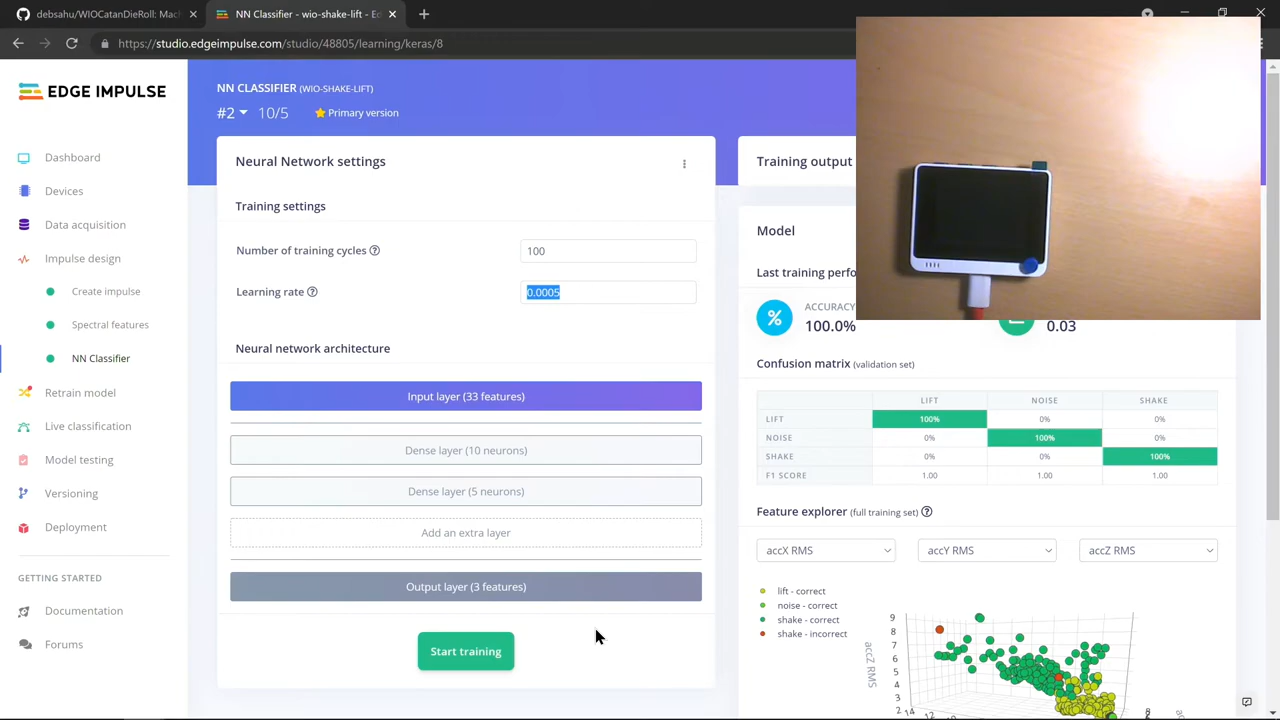 debsahu/WioCanDieRoll: M
Neural Network - wio-shake-lift - Ed
https://studio.edgeimpulse.com/studio/48805/learning/keras/8
EDGE IMPULSE
Dashboard
Devices
Data acquisition
Impulse design
Create impulse
Spectral features
NN Classifier
Retrain model
Live classification
Model testing
Versioning
Deployment
GETTING STARTED
Documentation
Forums
NN CLASSIFIER (WIO-SHAKE-LIFT)
#2 10/5 Primary version
Neural Network settings
Training settings
Number of training cycles ? 100
Learning rate ? 0.0005
Neural network architecture
Input layer (33 features)
Dense layer (10 neurons)
Dense layer (5 neurons)
Add an extra layer
Output layer (3 features)
Start training
Training output
Model
Last training perfo
% ACCURACY
100.0% 0.03
Confusion matrix (validation set)
LIFT NOISE SHAKE
LIFT 100% 0% 0%
NOISE 0% 100% 0%
SHAKE 0% 0% 100%
F1 SCORE 1.00 1.00 1.00
Feature explorer (full training set) ?
accX RMS accY RMS accZ RMS
lift - correct
noise - correct
shake - correct
shake - incorrect
accZ RMS
9
8
7
6
5
4
3
2
14
12
8